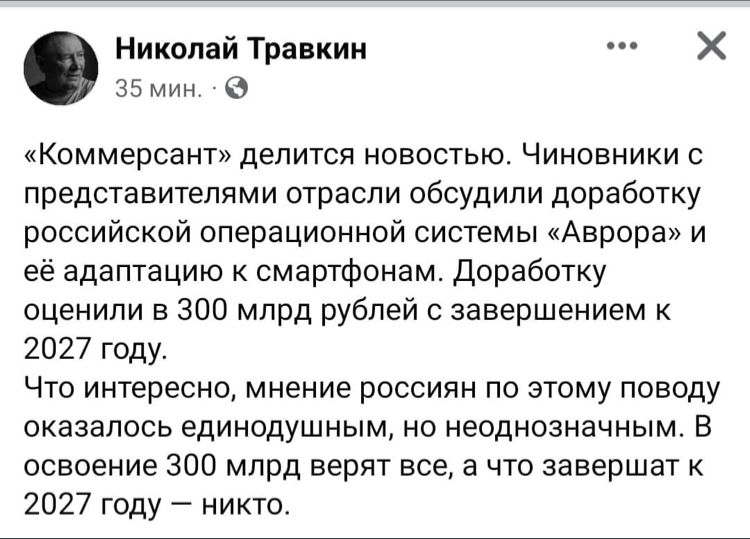 Николай Травкин
35 мин. ·
«Коммерсант» делится новостью. Чиновники с
представителями отрасли обсудили доработку
российской операционной системы «Аврора» и
её адаптацию к смартфонам. Доработку
оценили в 300 млрд рублей с завершением к
2027 году.
Что интересно, мнение россиян по этому поводу
оказалось единодушным, но неоднозначным. В
освоение 300 млрд верят все, а что завершат к
2027 году — никто.